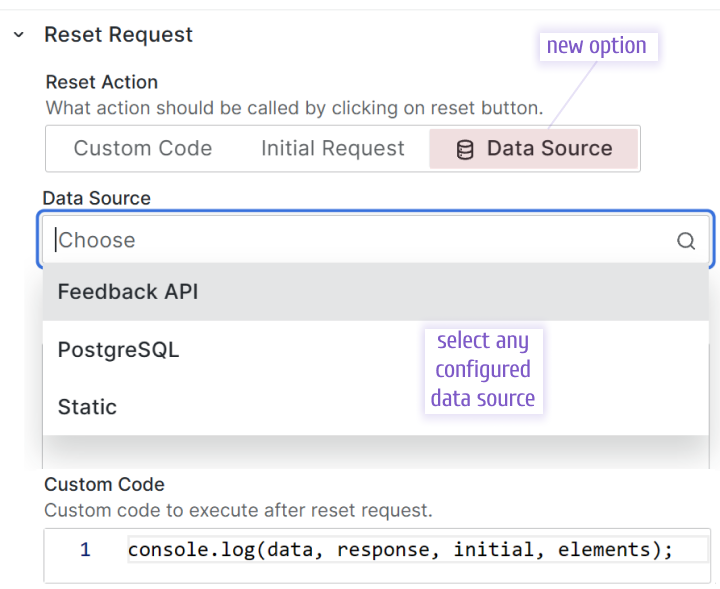 Reset Request
new option
Reset Action
What action should be called by clicking on reset button.
Custom Code Initial Request Data Source
Data Source
Choose
Feedback API
PostgreSQL
Static
select any
configured
data source
Custom Code
Custom code to execute after reset request.
1 console.log(data, response, initial, elements);